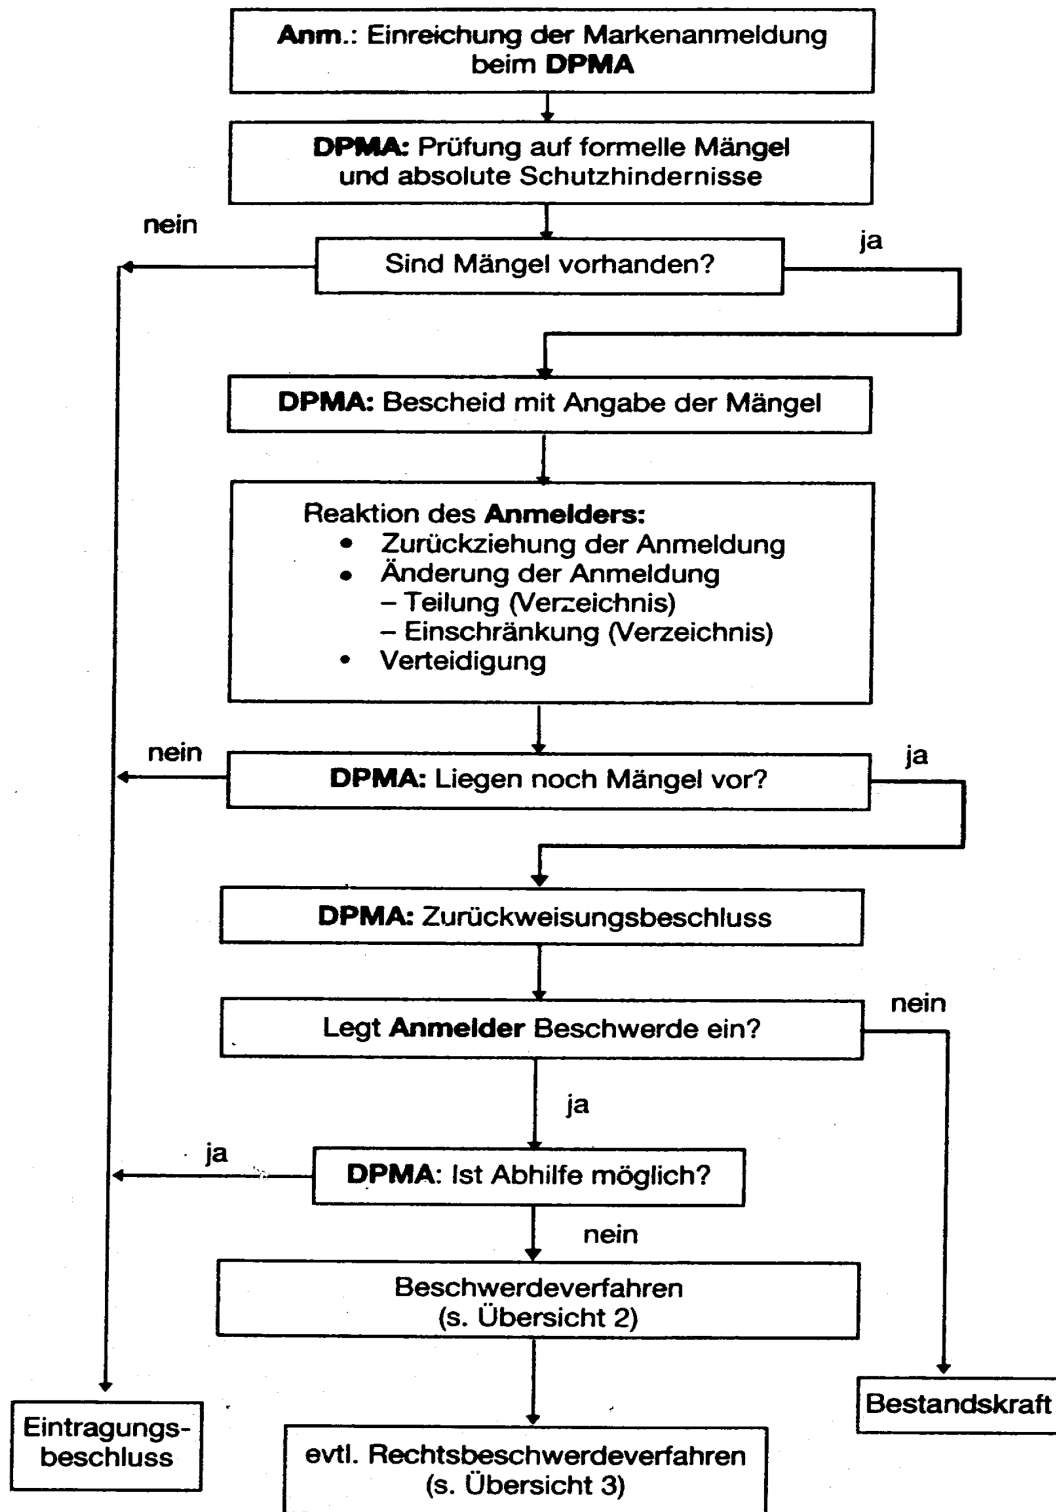 Anm.: Einreichung der Markenanmeldung
beim DPMA
DPMA: Prüfung auf formelle Mängel
und absolute Schutzhindernisse
nein
Sind Mängel vorhanden?
ja
DPMA: Bescheid mit Angabe der Mängel
Reaktion des Anmelders:
• Zurückziehung der Anmeldung
• Änderung der Anmeldung
– Teilung (Verzeichnis)
– Einschränkung (Verzeichnis)
• Verteidigung
nein
DPMA: Liegen noch Mängel vor?
ja
DPMA: Zurückweisungsbeschluss
Legt Anmelder Beschwerde ein?
nein
ja
ja
DPMA: Ist Abhilfe möglich?
nein
Beschwerdeverfahren
(s. Übersicht 2)
Eintragungs-
beschluss
Bestandskraft
evtl. Rechtsbeschwerdeverfahren
(s. Übersicht 3)